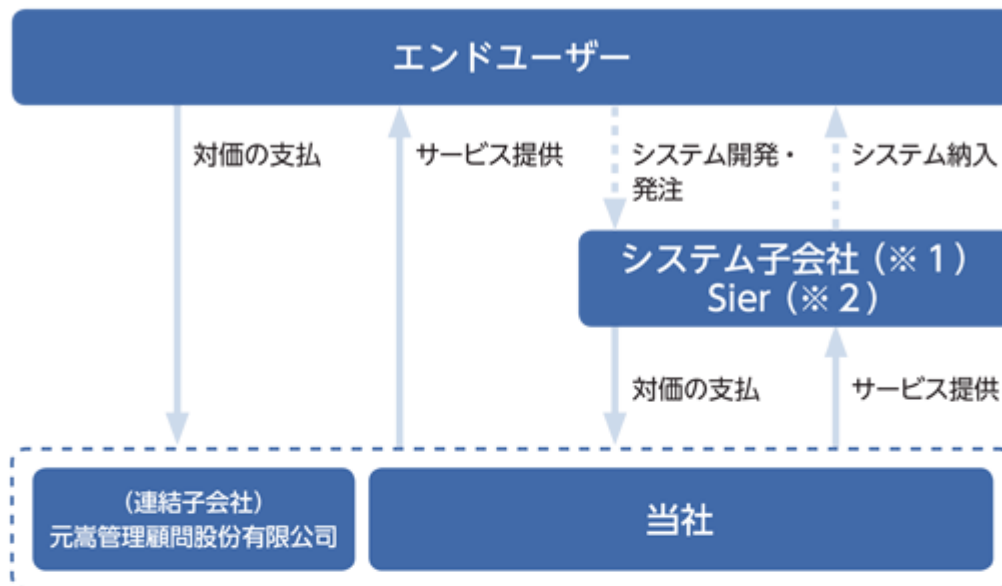 エンドユーザー
対価の支払
サービス提供
システム開発・
発注
システム納入
システム子会社（※1）
Sier（※2）
対価の支払
サービス提供
（連結子会社）
元嵩管理顧問股份有限公司
当社